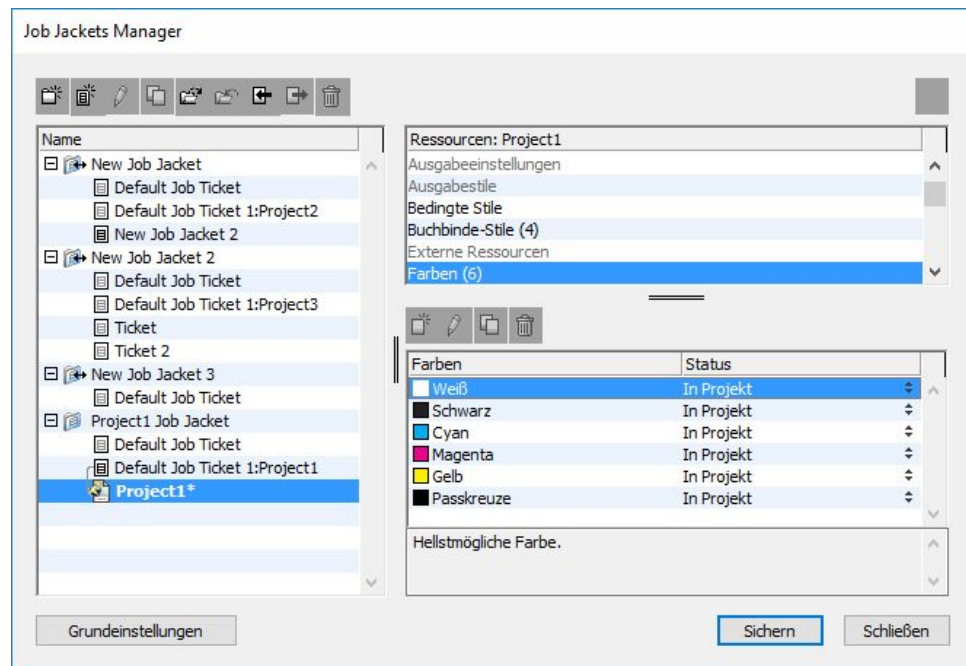 Job Jackets Manager
Name
New Job Jacket
Default Job Ticket
Default Job Ticket 1:Project2
New Job Jacket 2
New Job Jacket 2
Default Job Ticket
Default Job Ticket 1:Project3
Ticket
Ticket 2
New Job Jacket 3
Default Job Ticket
Project1 Job Jacket
Default Job Ticket
Default Job Ticket 1:Project1
Project1*
Ressourcen: Project1
Ausgabeeinstellungen
Ausgabestile
Bedingte Stile
Buchbinde-Stile (4)
Externe Ressourcen
Farben (6)
Farben Status
Weiß In Projekt
Schwarz In Projekt
Cyan In Projekt
Magenta In Projekt
Gelb In Projekt
Passkreuze In Projekt
Hellstmögliche Farbe.
Grundeinstellungen Sichern Schließen